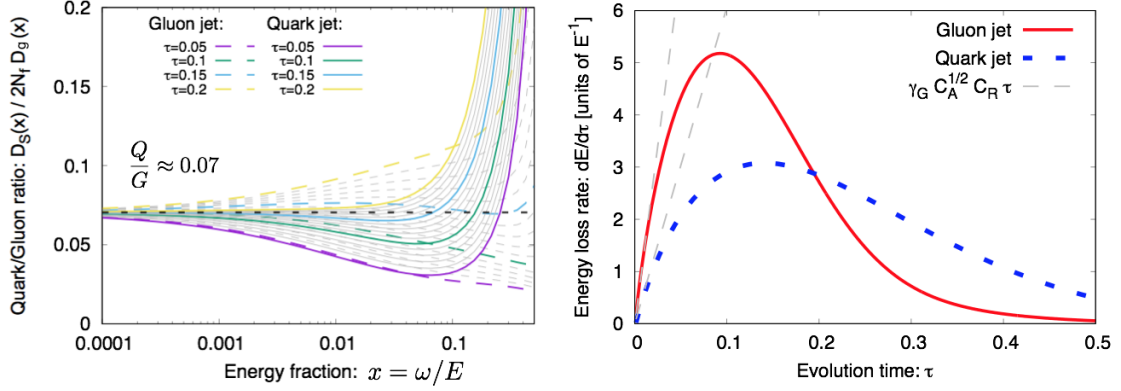 Quark/Gluon ratio: D_S(x) / 2N_f D_g(x)
0.2
0.15
0.1
0.05
0
Gluon jet: Quark jet:
τ=0.05 τ=0.05
τ=0.1 τ=0.1
τ=0.15 τ=0.15
τ=0.2 τ=0.2
Q/G ≈ 0.07
0.0001 0.001 0.01 0.1
Energy fraction: x = ω/E
Energy loss rate: dE/dτ [units of E^-1]
6
5
4
3
2
1
0
Gluon jet
Quark jet
γ_G C_A^1/2 C_R τ
0 0.1 0.2 0.3 0.4 0.5
Evolution time: τ